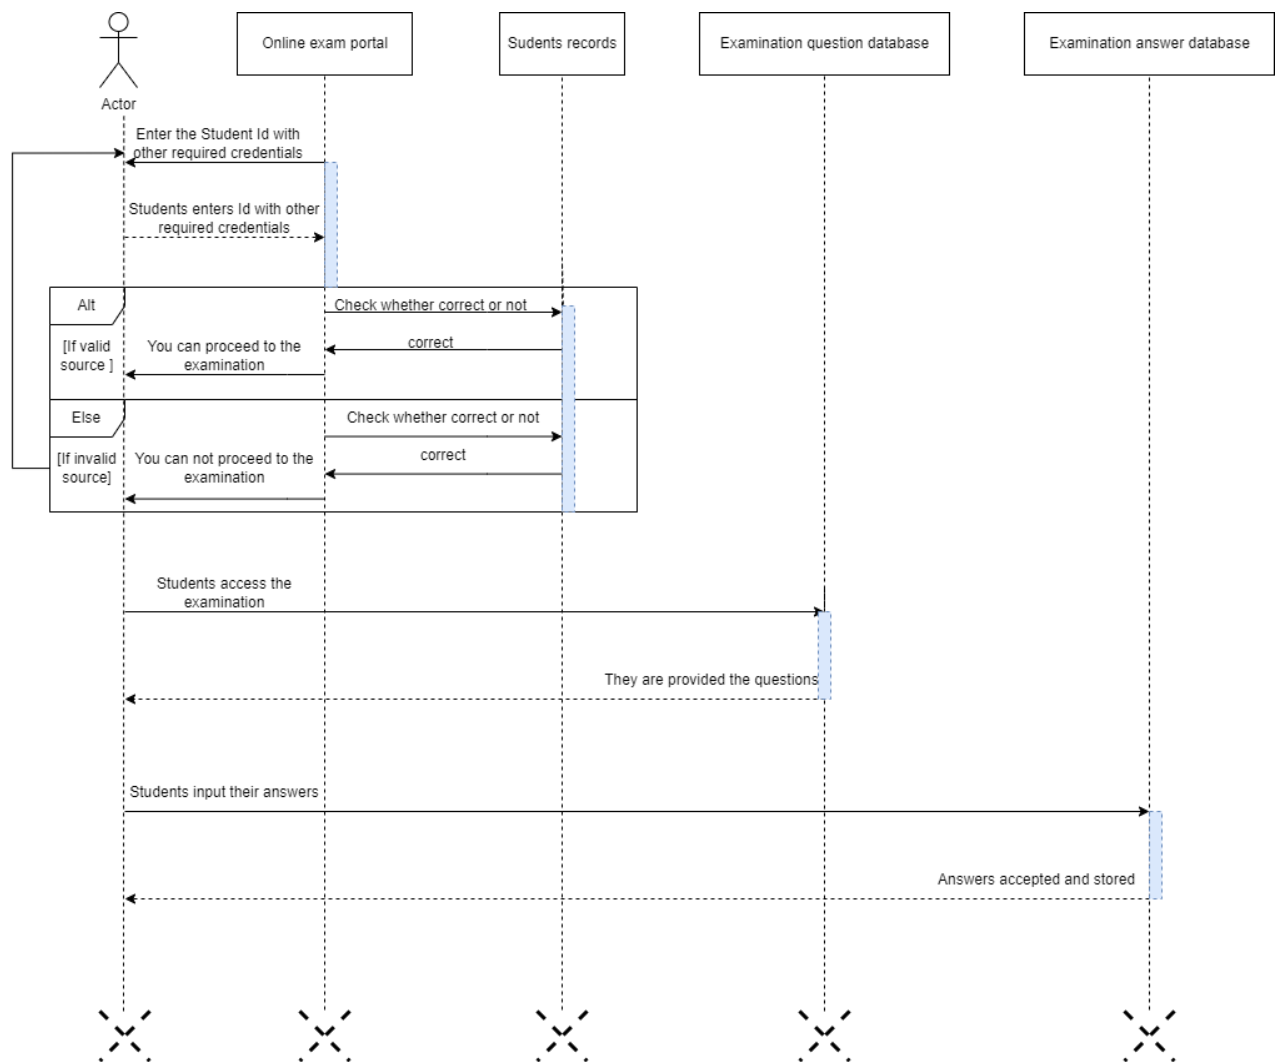 Online exam portal
Sudents records
Examination question database
Examination answer database
Actor
Enter the Student Id with
other required credentials
Students enters Id with other
required credentials
Alt
Check whether correct or not
[If valid
source ]
You can proceed to the
examination
correct
Else
Check whether correct or not
[If invalid
source]
You can not proceed to the
examination
correct
Students access the
examination
They are provided the questions
Students input their answers
Answers accepted and stored